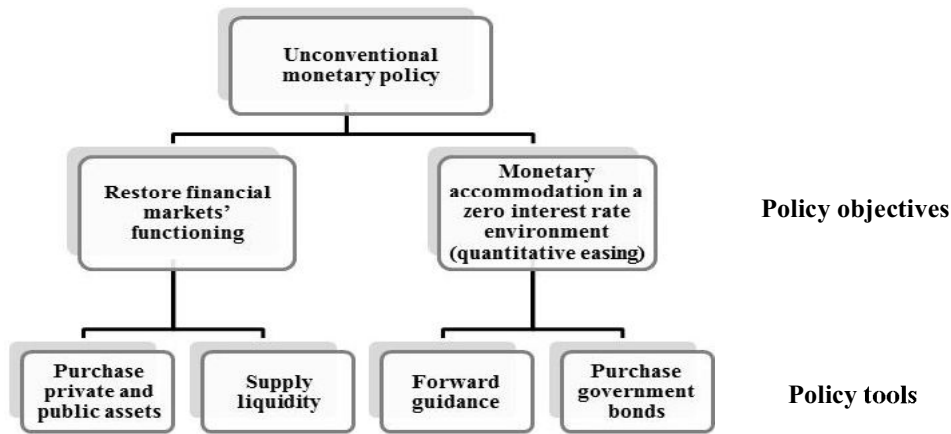 Unconventional
monetary policy
Restore financial
markets’
functioning
Monetary
accommodation in a
zero interest rate
environment
(quantitative easing)
Policy objectives
Purchase
private and
public assets
Supply
liquidity
Forward
guidance
Purchase
government
bonds
Policy tools